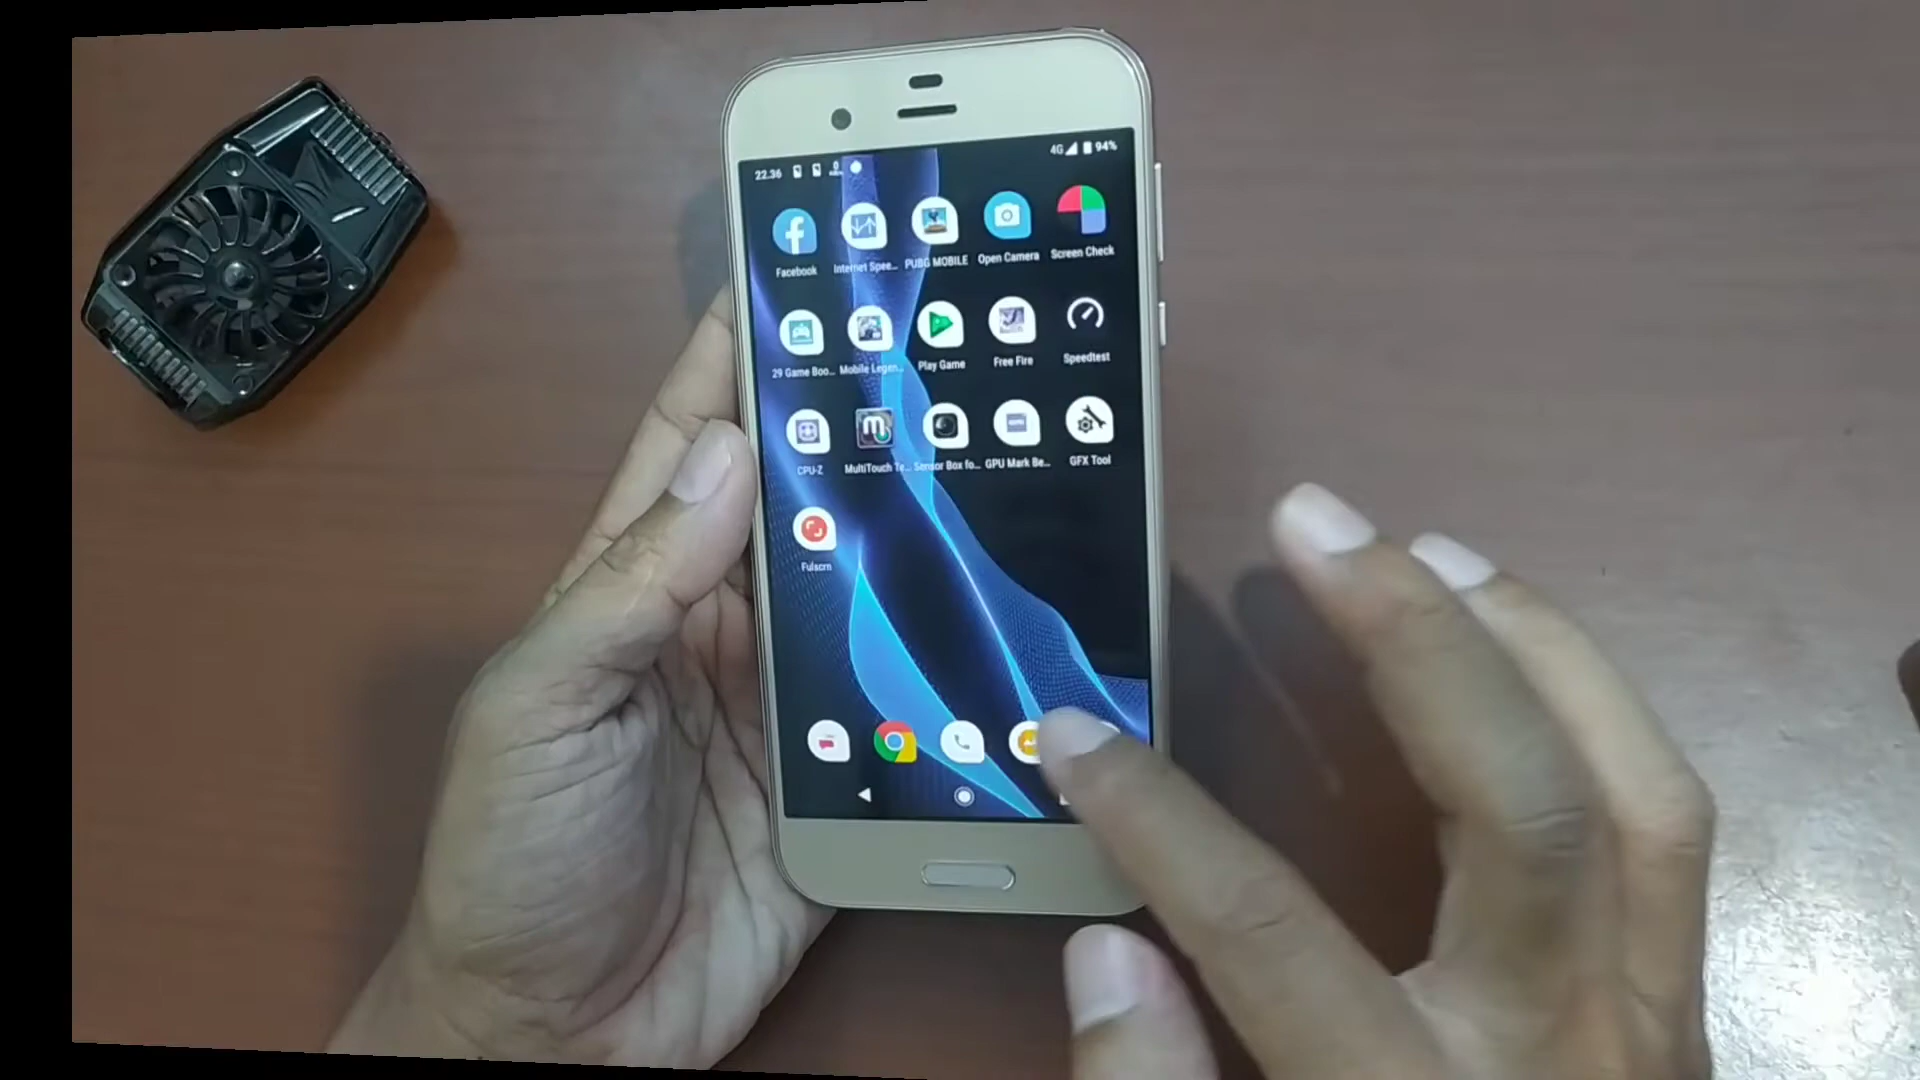 22.36 0 4G 94%
Facebook Internet Spee... PUBG MOBILE Open Camera Screen Check
29 Game Boo... Mobile Legen... Play Game Free Fire Speedtest
CPU-Z MultiTouch Te... Sensor Box fo... GPU Mark Be... GFX Tool
Fulscrn